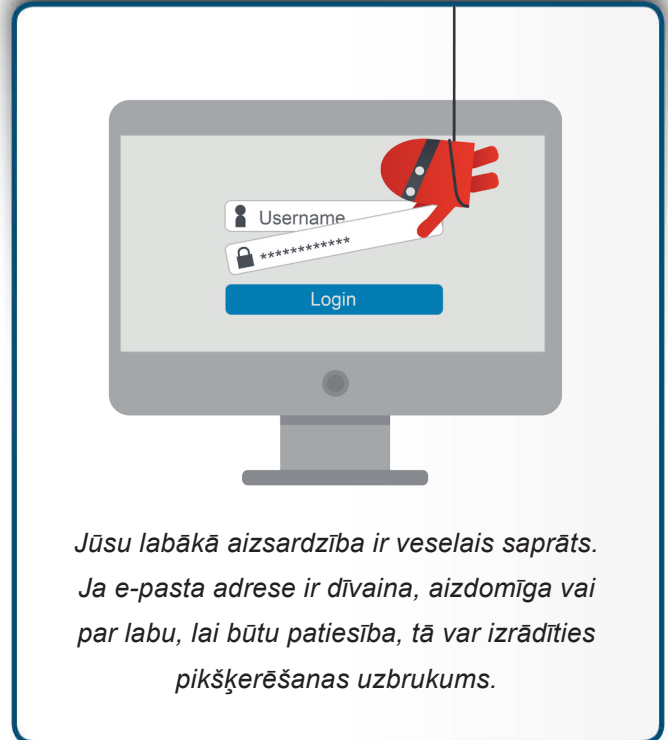 Username
************
Login
Jūsu labākā aizsardzība ir veselais saprāts.
Ja e-pasta adrese ir dīvaina, aizdomīga vai
par labu, lai būtu patiesība, tā var izrādīties
pikšķerēšanas uzbrukums.